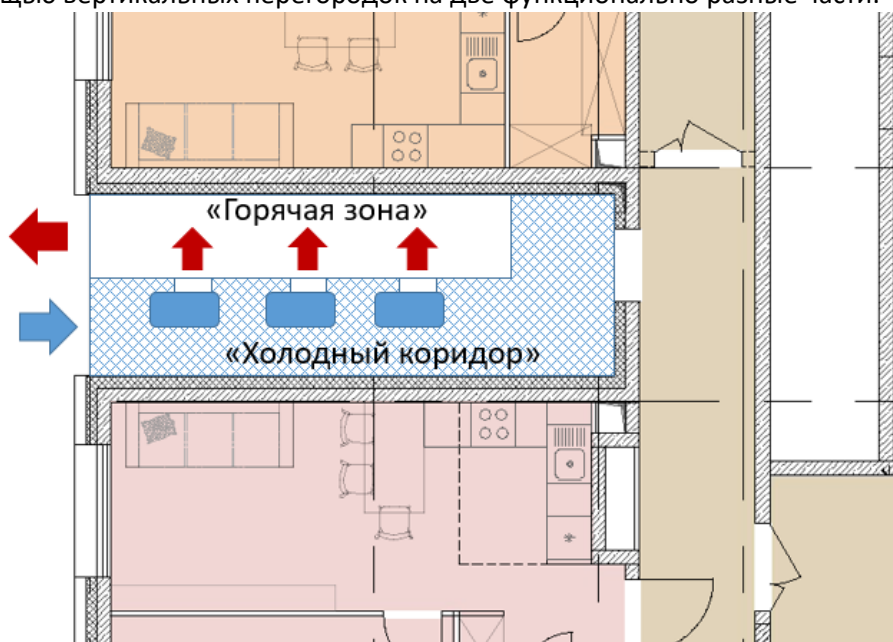 щью вертикальных перегородок на две функционально разные части.
«Горячая зона»
«Холодный коридор»